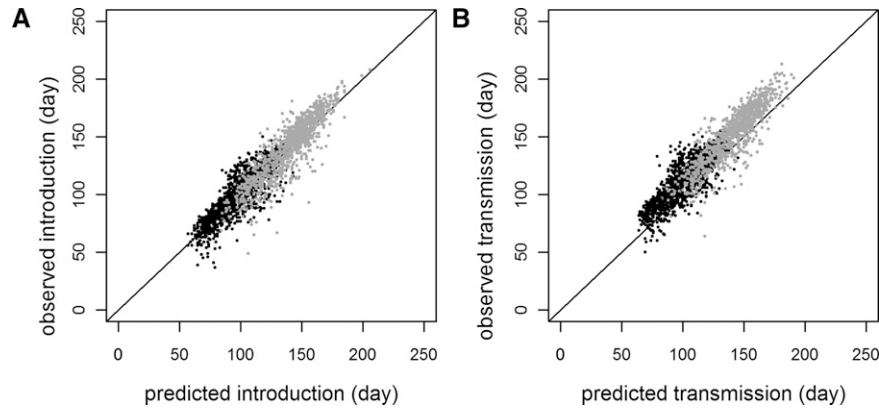 A
observed introduction (day)
250
200
150
100
50
0
0 50 100 150 200 250
predicted introduction (day)
B
observed transmission (day)
250
200
150
100
50
0
0 50 100 150 200 250
predicted transmission (day)